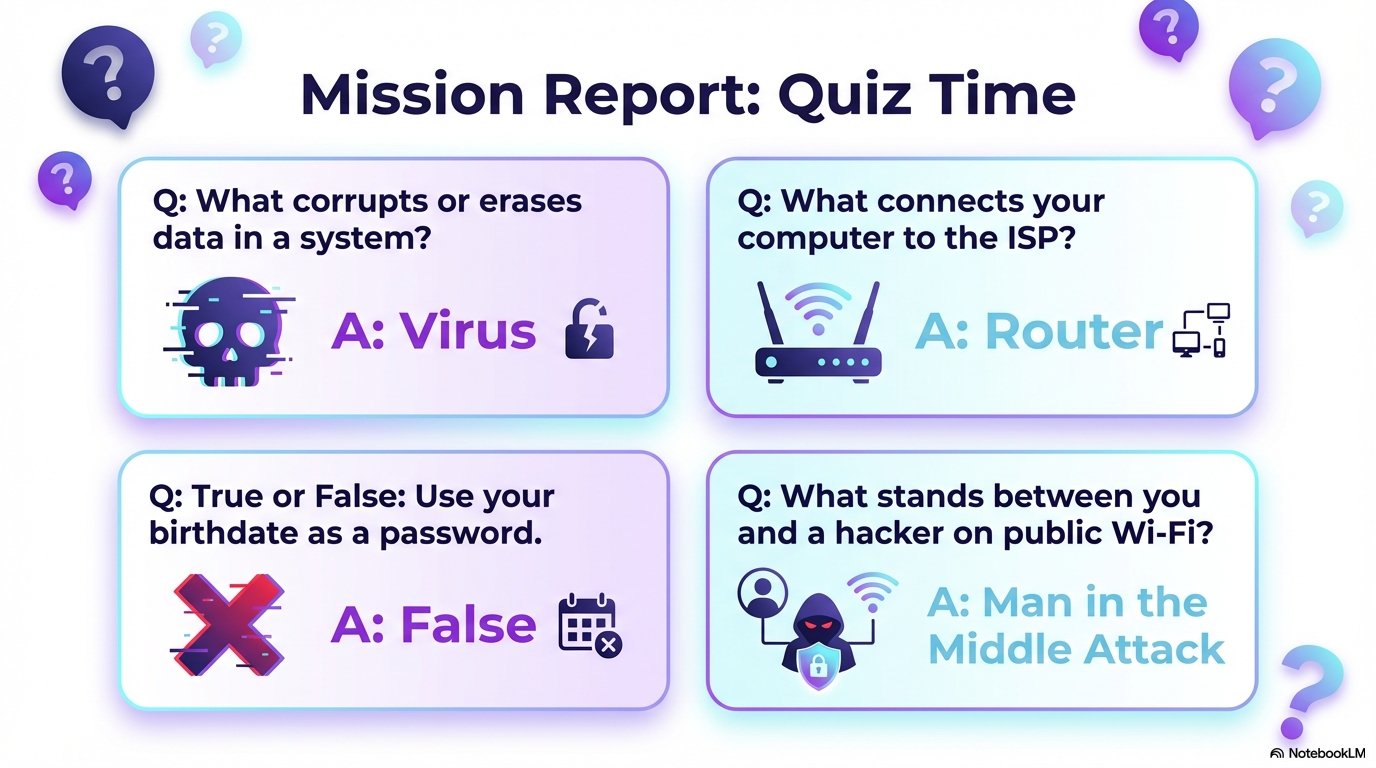 Mission Report: Quiz Time
Q: What corrupts or erases
data in a system?
A: Virus
Q: What connects your
computer to the ISP?
A: Router
Q: True or False: Use your
birthdate as a password.
A: False
Q: What stands between you
and a hacker on public Wi-Fi?
A: Man in the
Middle Attack
NotebookLM